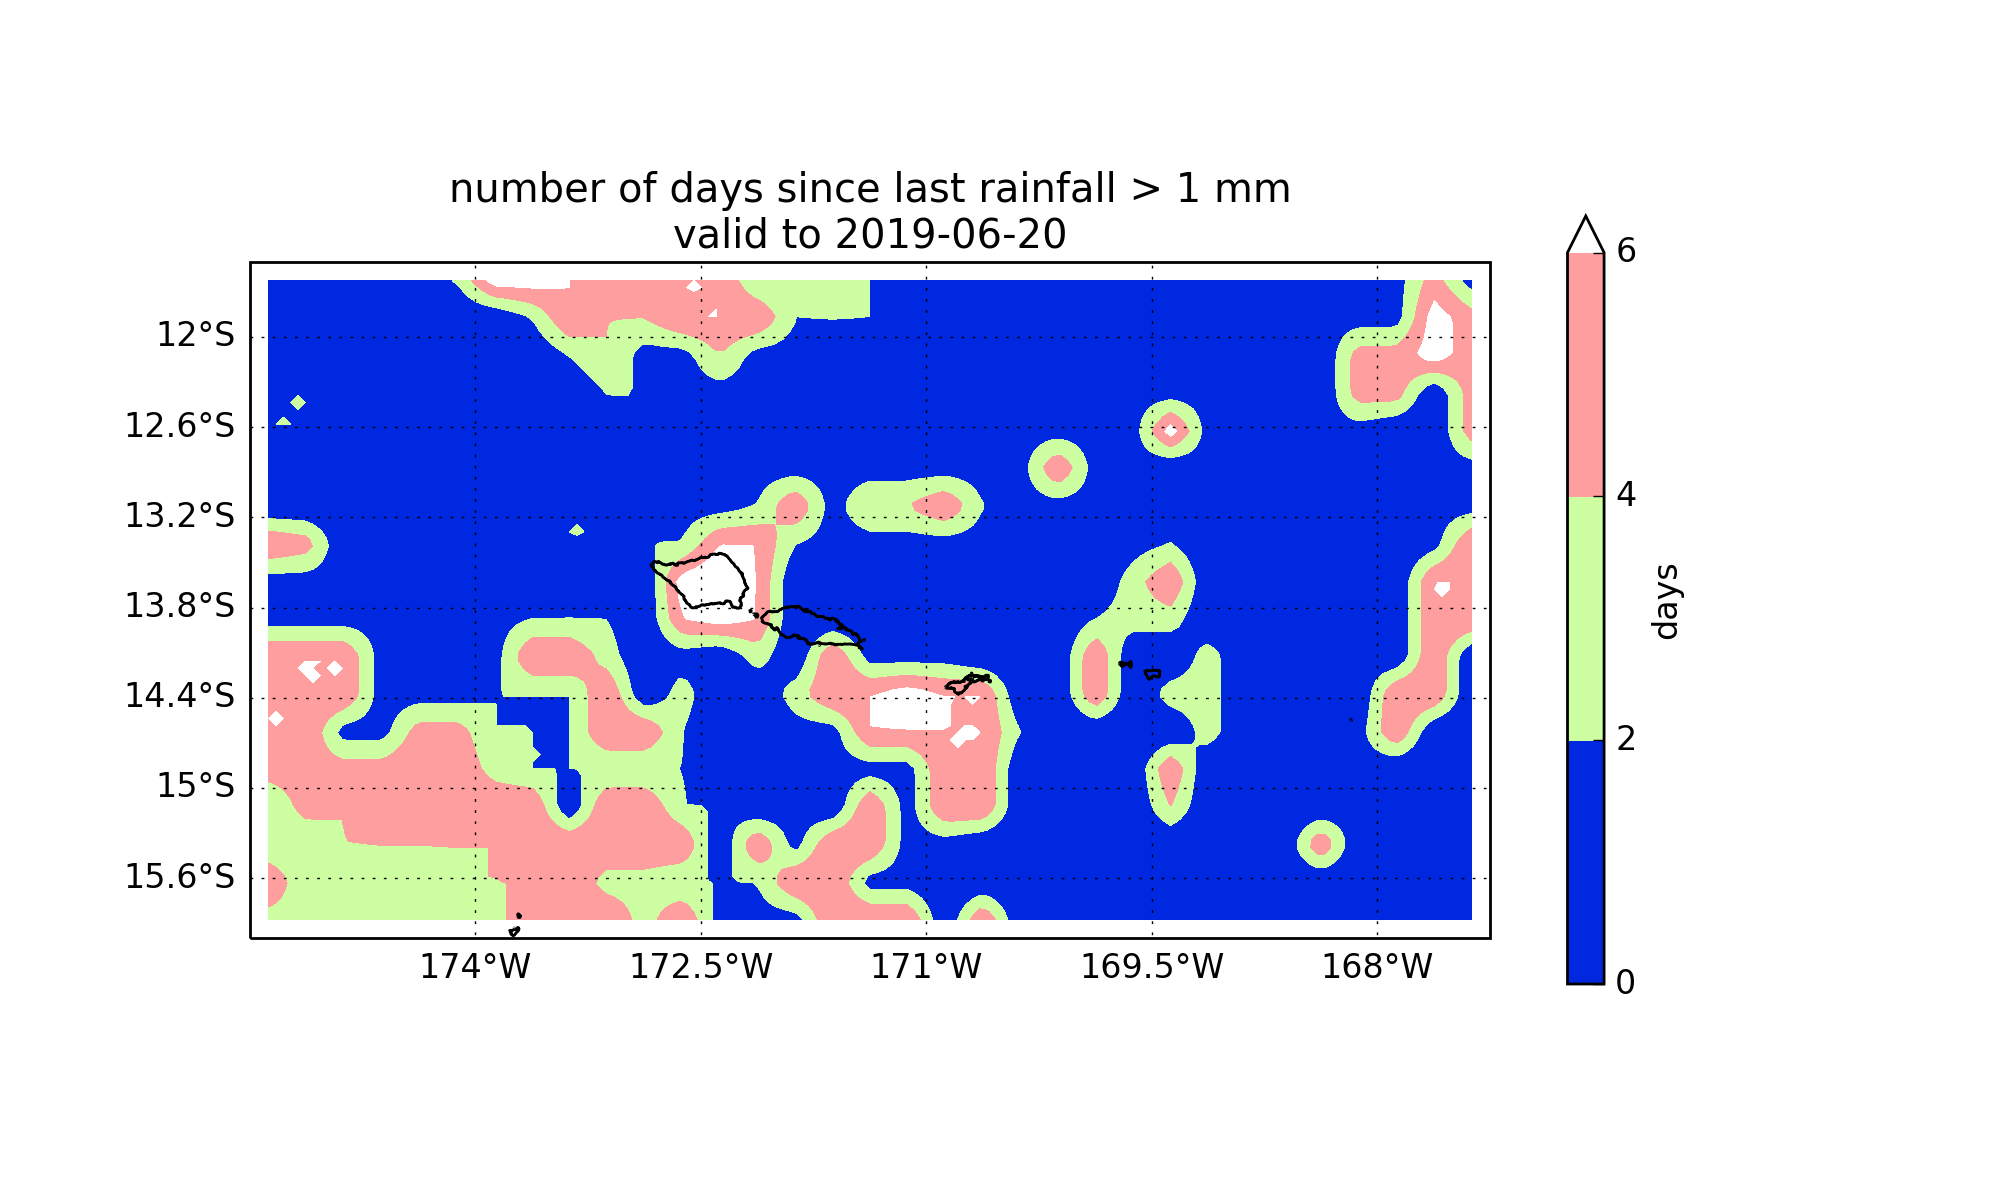 number of days since last rainfall > 1 mm
valid to 2019-06-20
12°S
12.6°S
13.2°S
13.8°S
14.4°S
15°S
15.6°S
174°W
172.5°W
171°W
169.5°W
168°W
6
4
2
0
days